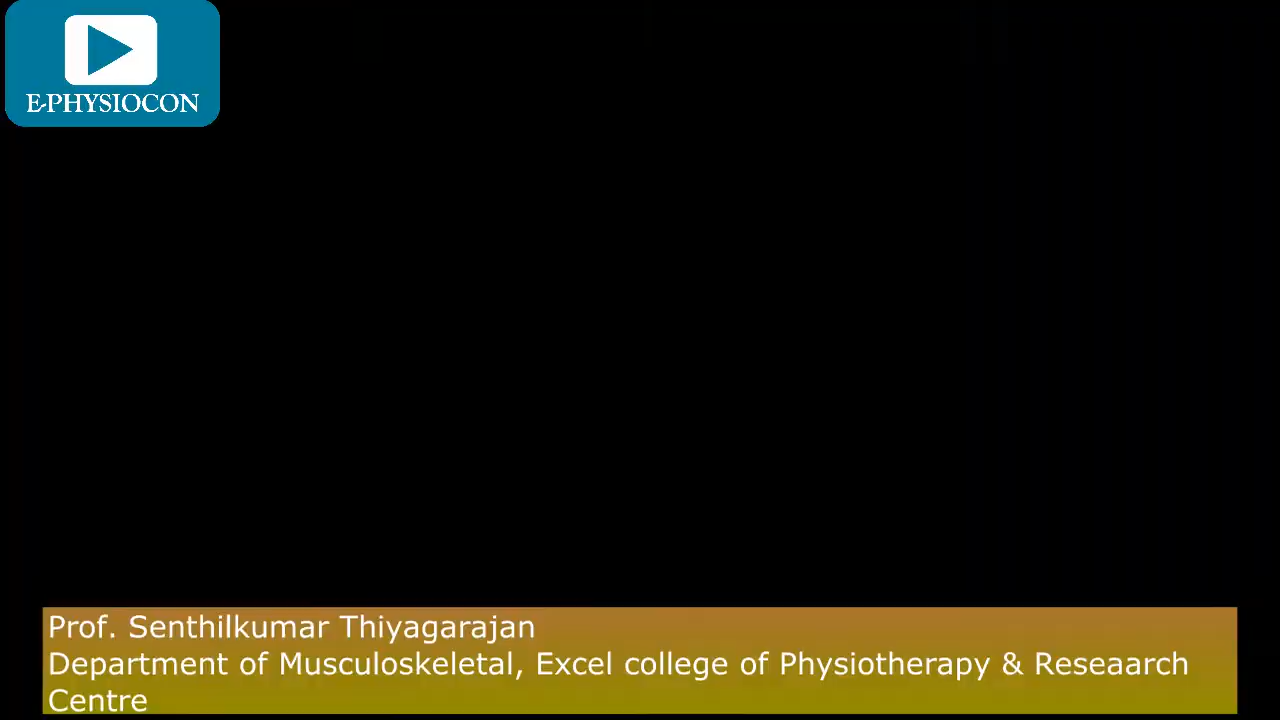 E-PHYSIOCON
Prof. Senthilkumar Thiyagarajan
Department of Musculoskeletal, Excel college of Physiotherapy & Reseaarch
Centre